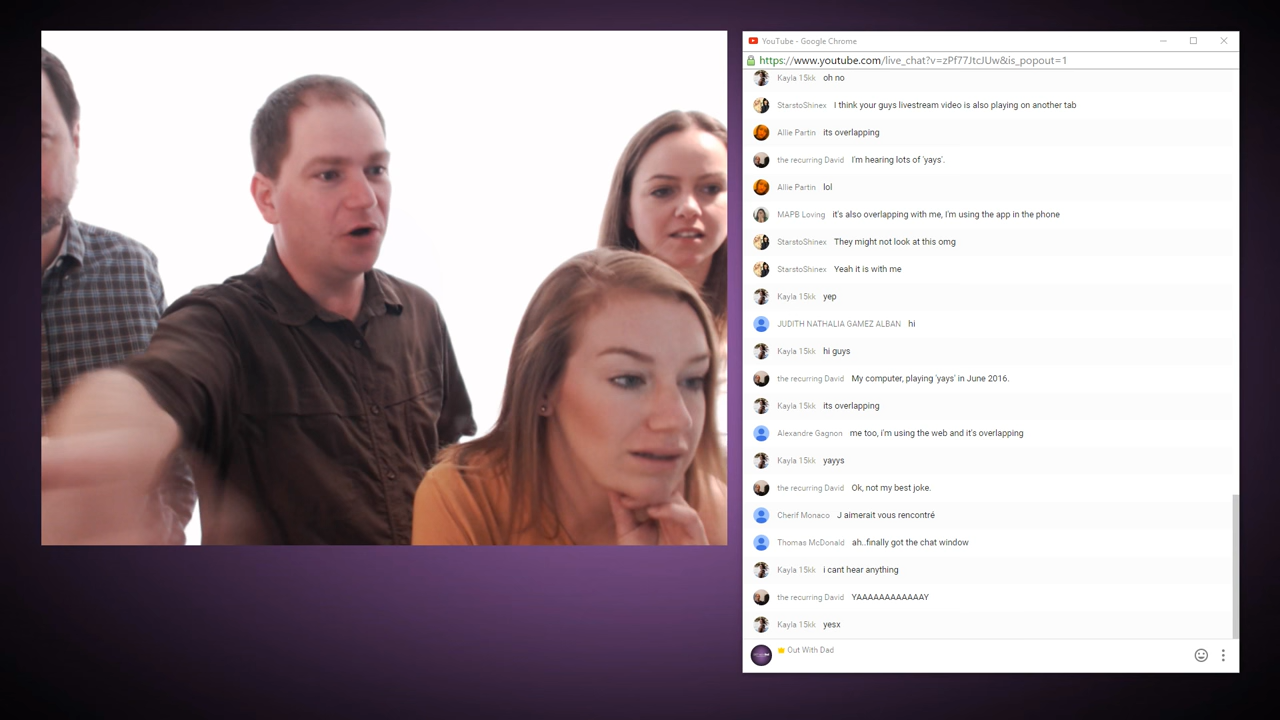 YouTube - Google Chrome
https://www.youtube.com/live_chat?v=zPf77JtcJUw&is_popout=1
Kayla 15kk oh no
StarstoShinex I think your guys livestream video is also playing on another tab
Allie Partin its overlapping
the recurring David I'm hearing lots of 'yays'.
Allie Partin lol
MAPB Loving it's also overlapping with me, I'm using the app in the phone
StarstoShinex They might not look at this omg
StarstoShinex Yeah it is with me
Kayla 15kk yep
JUDITH NATHALIA GAMEZ ALBAN hi
Kayla 15kk hi guys
the recurring David My computer, playing 'yays' in June 2016.
Kayla 15kk its overlapping
Alexandre Gagnon me too, i'm using the web and it's overlapping
Kayla 15kk yayys
the recurring David Ok, not my best joke.
Cherif Monaco J aimerait vous rencontré
Thomas McDonald ah..finally got the chat window
Kayla 15kk i cant hear anything
the recurring David YAAAAAAAAAAAAY
Kayla 15kk yesx
Out With Dad